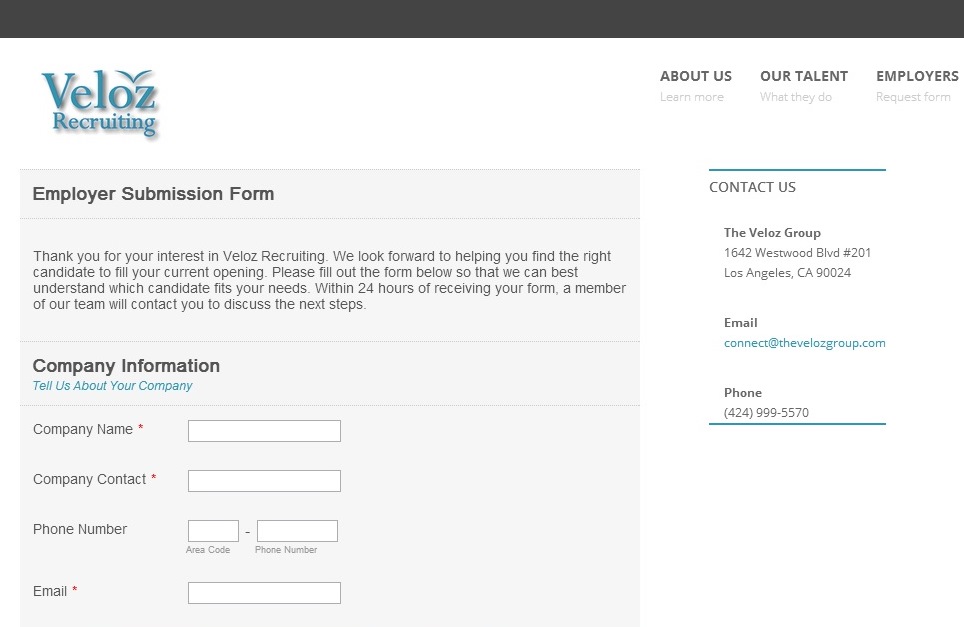 Veloz
Recruiting
ABOUT US
Learn more
OUR TALENT
What they do
EMPLOYERS
Request form
Employer Submission Form
Thank you for your interest in Veloz Recruiting. We look forward to helping you find the right
candidate to fill your current opening. Please fill out the form below so that we can best
understand which candidate fits your needs. Within 24 hours of receiving your form, a member
of our team will contact you to discuss the next steps.
Company Information
Tell Us About Your Company
Company Name *
Company Contact *
Phone Number
-
Area Code
Phone Number
Email *
CONTACT US
The Veloz Group
1642 Westwood Blvd #201
Los Angeles, CA 90024
Email
connect@thevelozgroup.com
Phone
(424) 999-5570